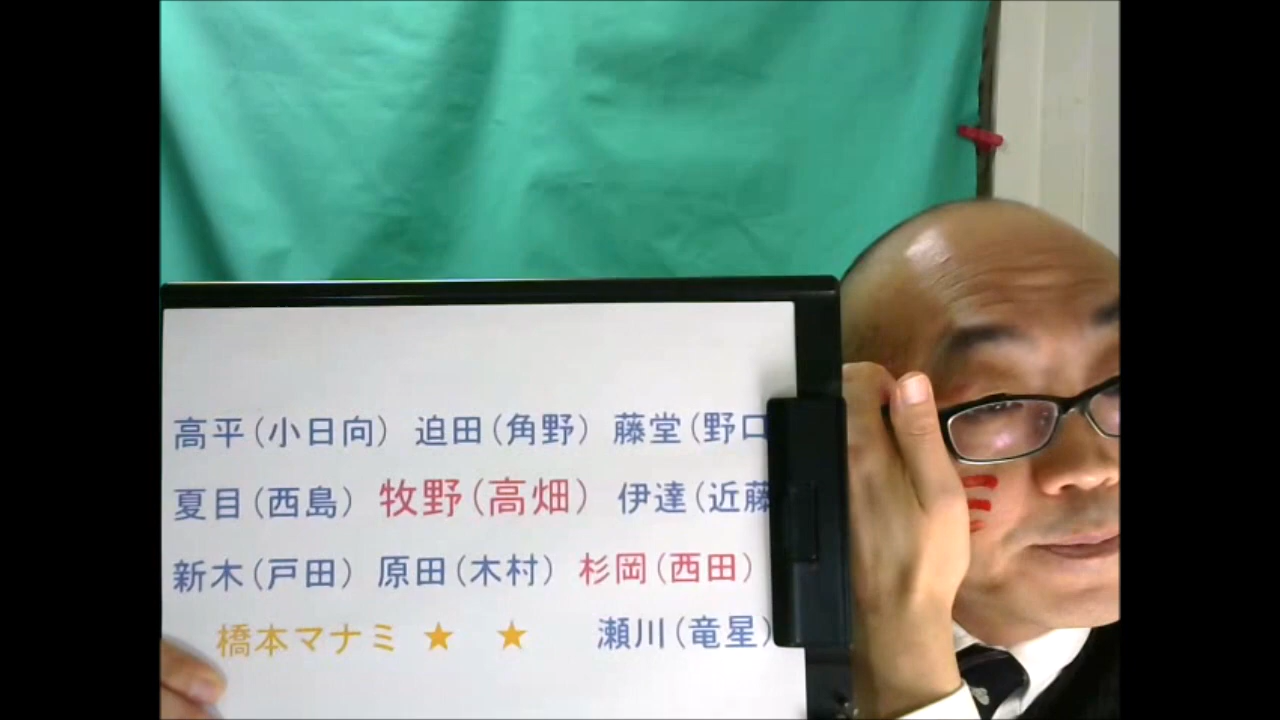 高平(小日向) 迫田(角野) 藤堂(野口
夏目(西島) 牧野(高畑) 伊達(近藤
新木(戸田) 原田(木村) 杉岡(西田)
橋本マナミ ★ ★ 瀬川(竜星)